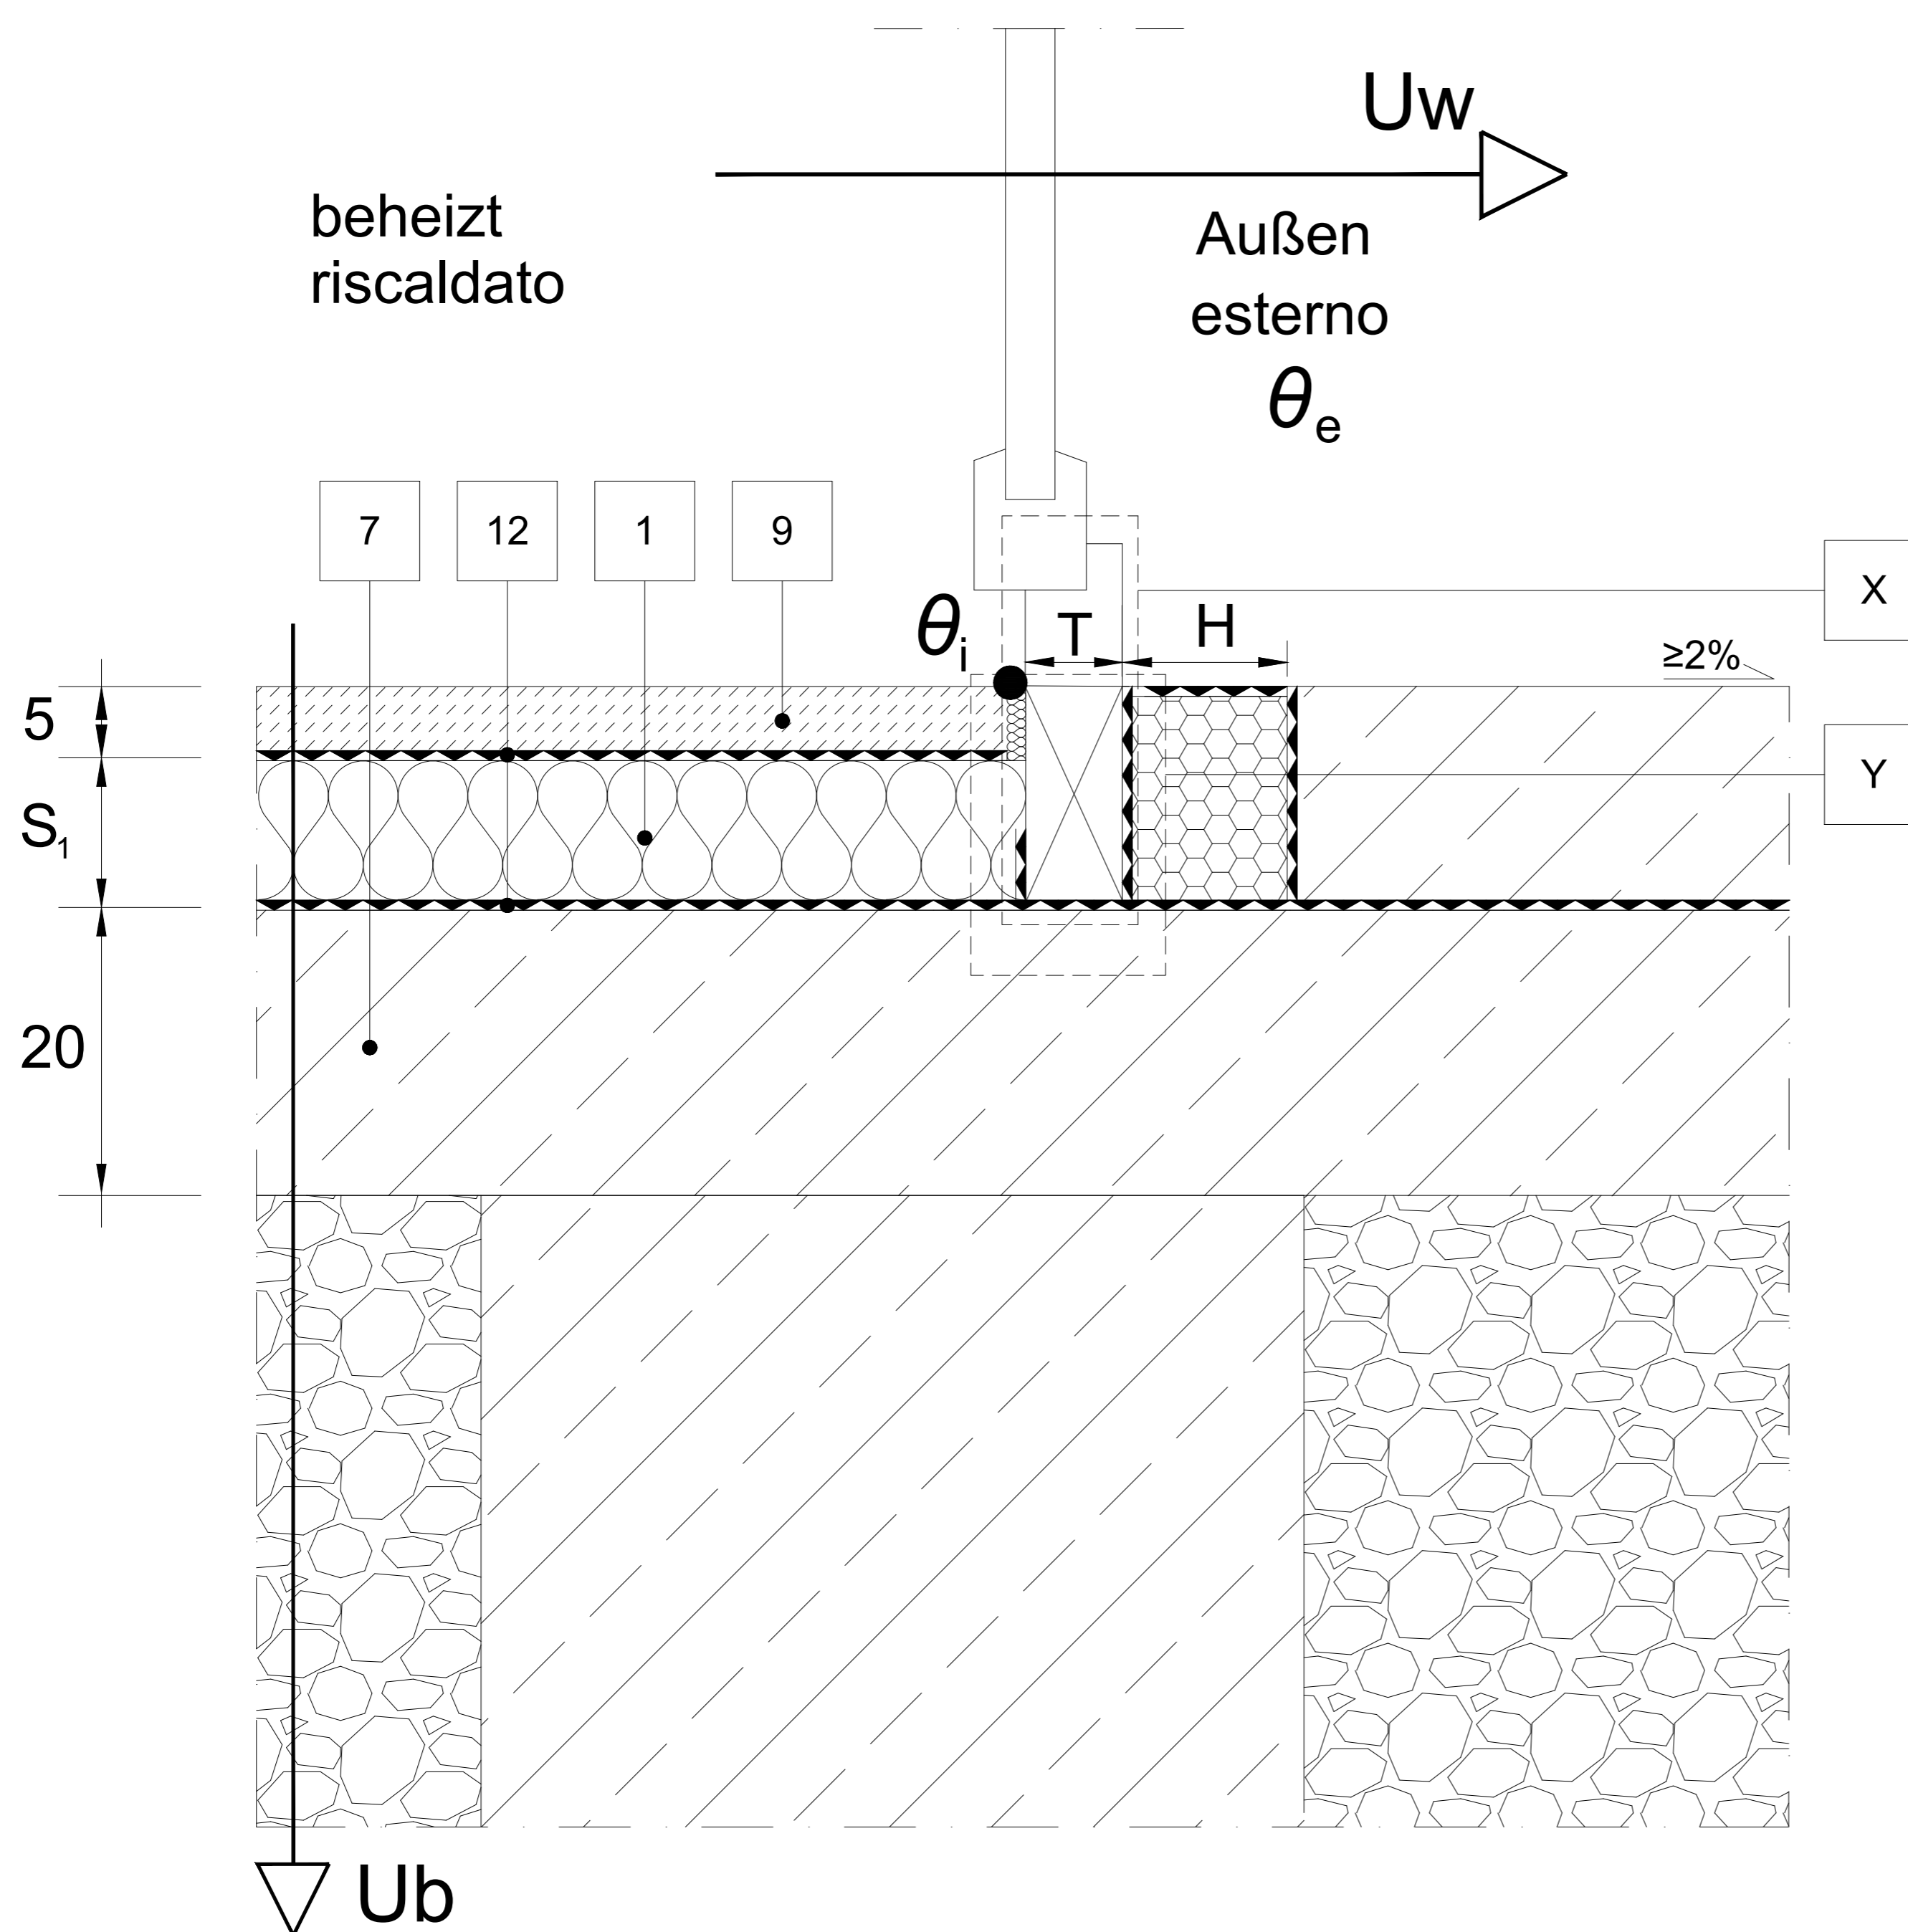 Uw
beheizt
riscaldato
Außen
esterno
θe
7
12
1
9
X
θi
T
H
≥2%
5
Y
S1
20
Ub